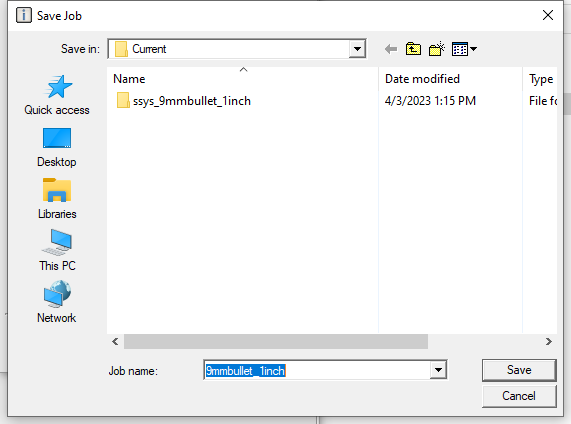 Save Job
Save in: Current
Name Date modified Type
ssys_9mmbullet_1inch 4/3/2023 1:15 PM File fo
Quick access
Desktop
Libraries
This PC
Network
Job name: 9mmbullet_1inch Save
Cancel